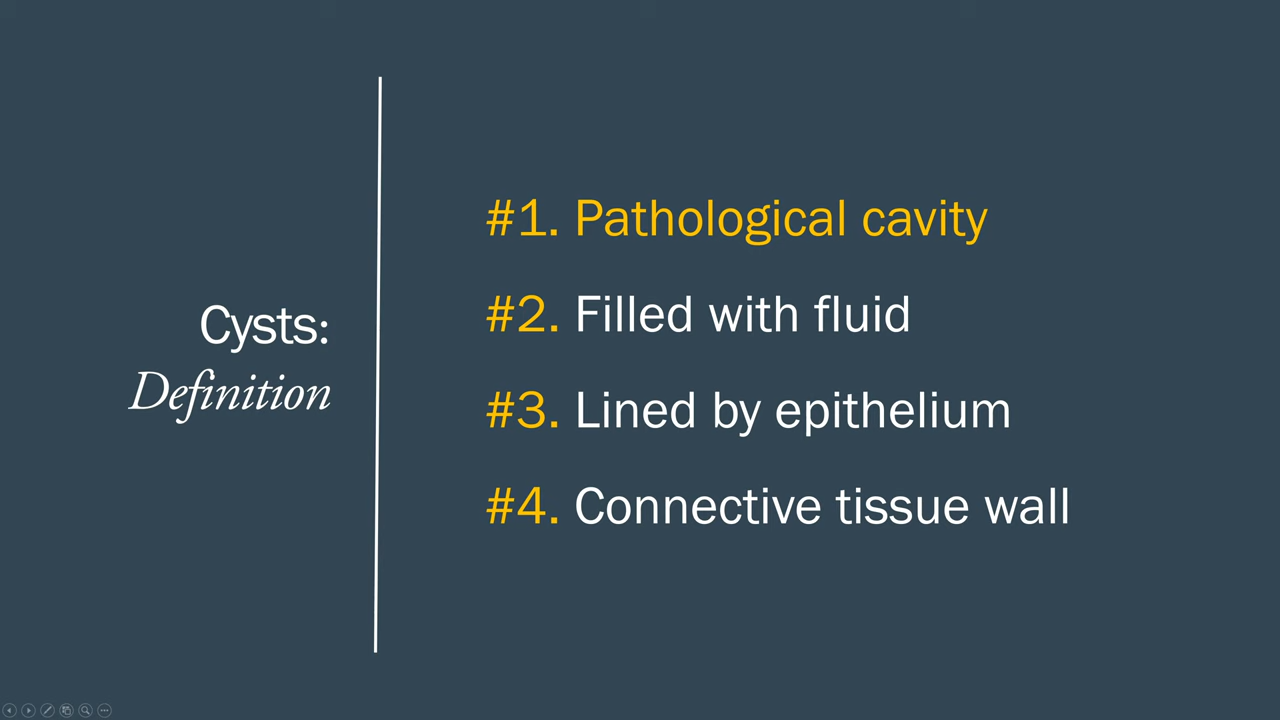 Cysts:
Definition
#1. Pathological cavity
#2. Filled with fluid
#3. Lined by epithelium
#4. Connective tissue wall